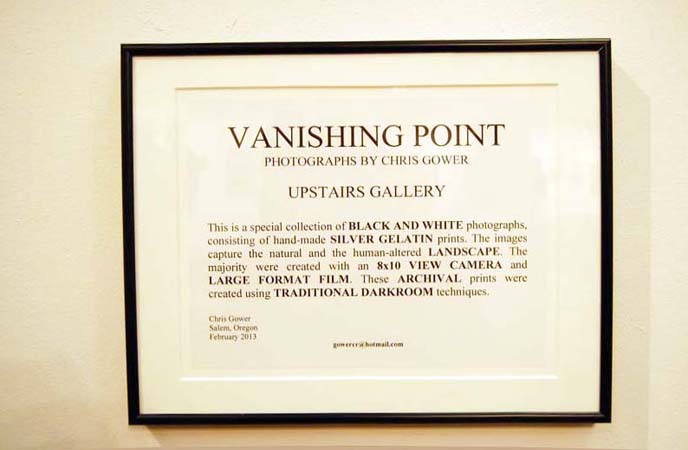 VANISHING POINT
PHOTOGRAPHS BY CHRIS GOWER
UPSTAIRS GALLERY
This is a special collection of BLACK AND WHITE photographs,
consisting of hand-made SILVER GELATIN prints. The images
capture the natural and the human-altered LANDSCAPE. The
majority were created with an 8x10 VIEW CAMERA and
LARGE FORMAT FILM. These ARCHIVAL prints were
created using TRADITIONAL DARKROOM techniques.
Chris Gower
Salem, Oregon
February 2013
gowercr@hotmail.com